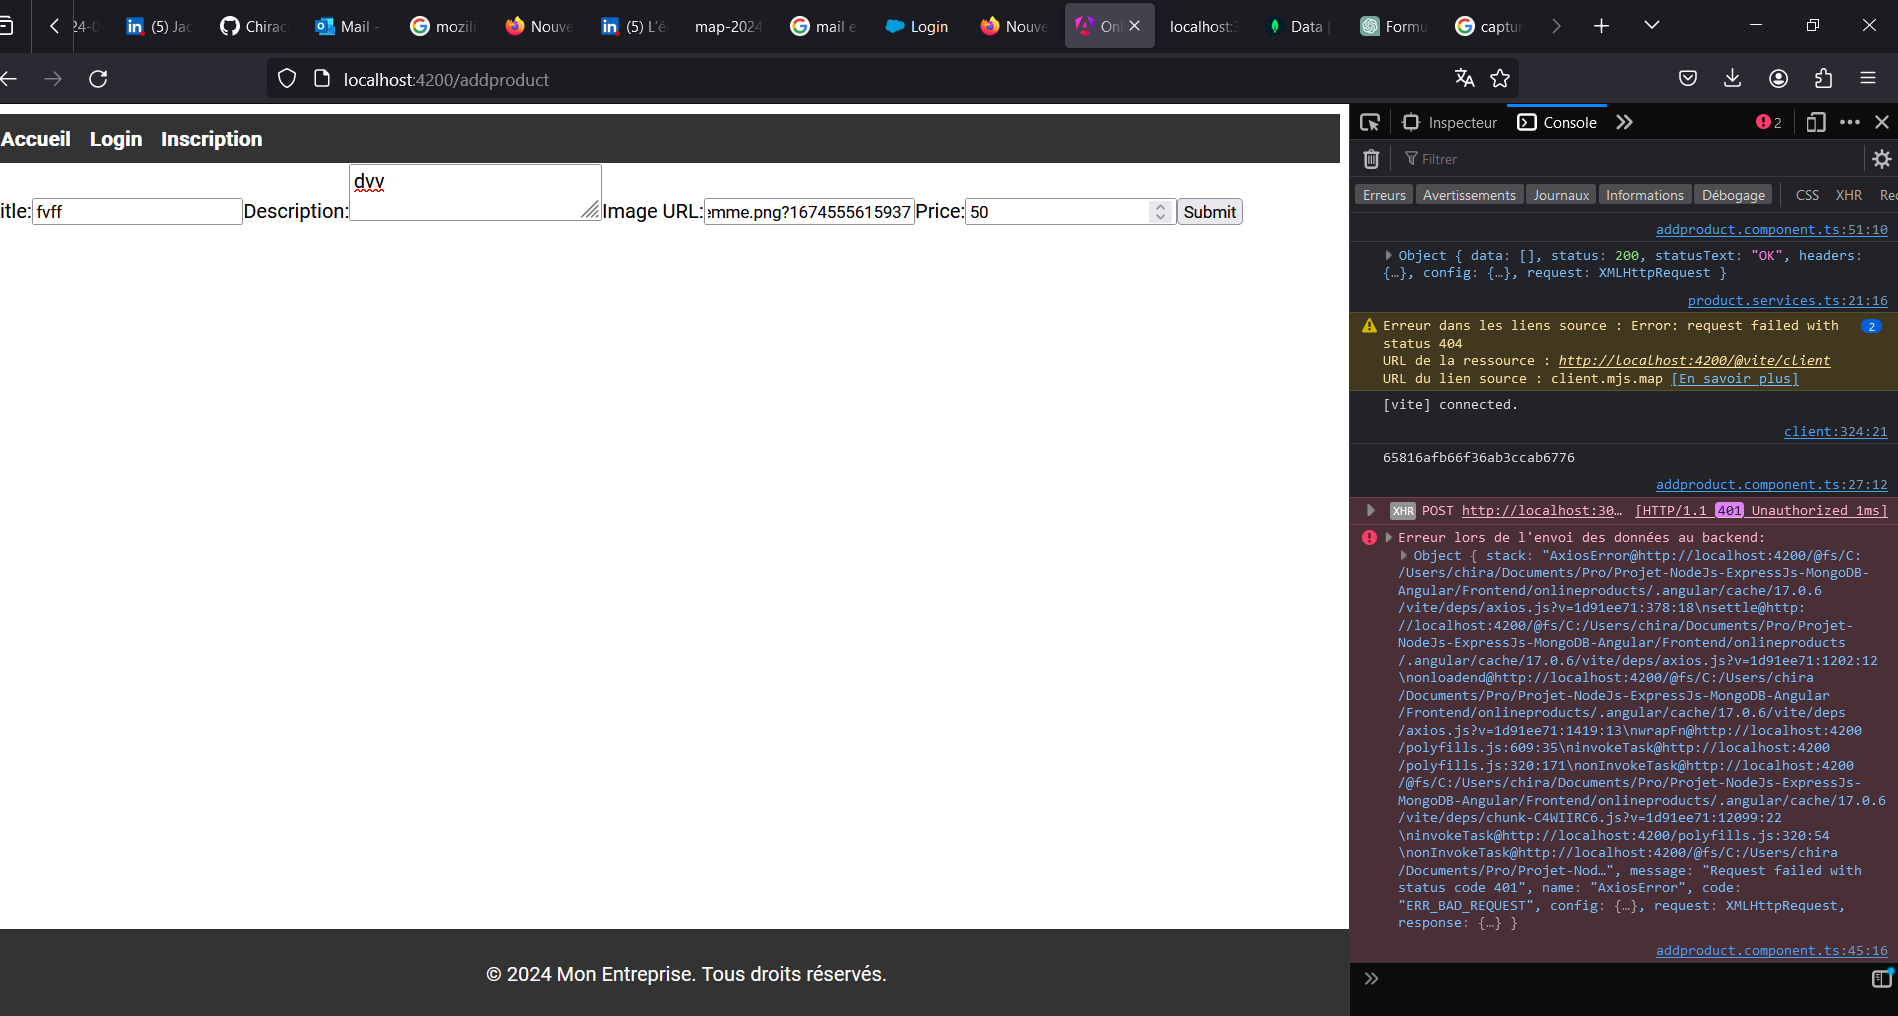 (5) Jac
Chirac
Mail -
mozil
Nouve
(5) L'é
map-2024
mail e
Login
Nouve
Onl
localhost:
Data |
Formu
captur
localhost:4200/addproduct
Accueil Login Inscription
itle: fvff Description: dvv Image URL: emme.png?1674555615937 Price: 50 Submit
© 2024 Mon Entreprise. Tous droits réservés.
Inspecteur Console 2
Filtrer
Erreurs Avertissements Journaux Informations Débogage CSS XHR Re
addproduct.component.ts:51:10
Object { data: [], status: 200, statusText: "OK", headers:
{…}, config: {…}, request: XMLHttpRequest }
product.services.ts:21:16
Erreur dans les liens source : Error: request failed with 2
status 404
URL de la ressource : http://localhost:4200/@vite/client
URL du lien source : client.mjs.map [En savoir plus]
[vite] connected.
client:324:21
65816afb66f36ab3ccab6776
addproduct.component.ts:27:12
XHR POST http://localhost:30… [HTTP/1.1 401 Unauthorized 1ms]
Erreur lors de l'envoi des données au backend:
Object { stack: "AxiosError@http://localhost:4200/@fs/C:
/Users/chira/Documents/Pro/Projet-NodeJs-ExpressJs-MongoDB-
Angular/Frontend/onlineproducts/.angular/cache/17.0.6
/vite/deps/axios.js?v=1d91ee71:378:18\nsettle@http:
//localhost:4200/@fs/C:/Users/chira/Documents/Pro/Projet-
NodeJs-ExpressJs-MongoDB-Angular/Frontend/onlineproducts
/.angular/cache/17.0.6/vite/deps/axios.js?v=1d91ee71:1202:12
\nonloadend@http://localhost:4200/@fs/C:/Users/chira
/Documents/Pro/Projet-NodeJs-ExpressJs-MongoDB-Angular
/Frontend/onlineproducts/.angular/cache/17.0.6/vite/deps
/axios.js?v=1d91ee71:1419:13\nwrapFn@http://localhost:4200
/polyfills.js:609:35\ninvokeTask@http://localhost:4200
/polyfills.js:320:171\nonInvokeTask@http://localhost:4200
/@fs/C:/Users/chira/Documents/Pro/Projet-NodeJs-ExpressJs-
MongoDB-Angular/Frontend/onlineproducts/.angular/cache/17.0.6
/vite/deps/chunk-C4WIIRC6.js?v=1d91ee71:12099:22
\ninvokeTask@http://localhost:4200/polyfills.js:320:54
\nonInvokeTask@http://localhost:4200/@fs/C:/Users/chira
/Documents/Pro/Projet-Nod…", message: "Request failed with
status code 401", name: "AxiosError", code:
"ERR_BAD_REQUEST", config: {…}, request: XMLHttpRequest,
response: {…} }
addproduct.component.ts:45:16